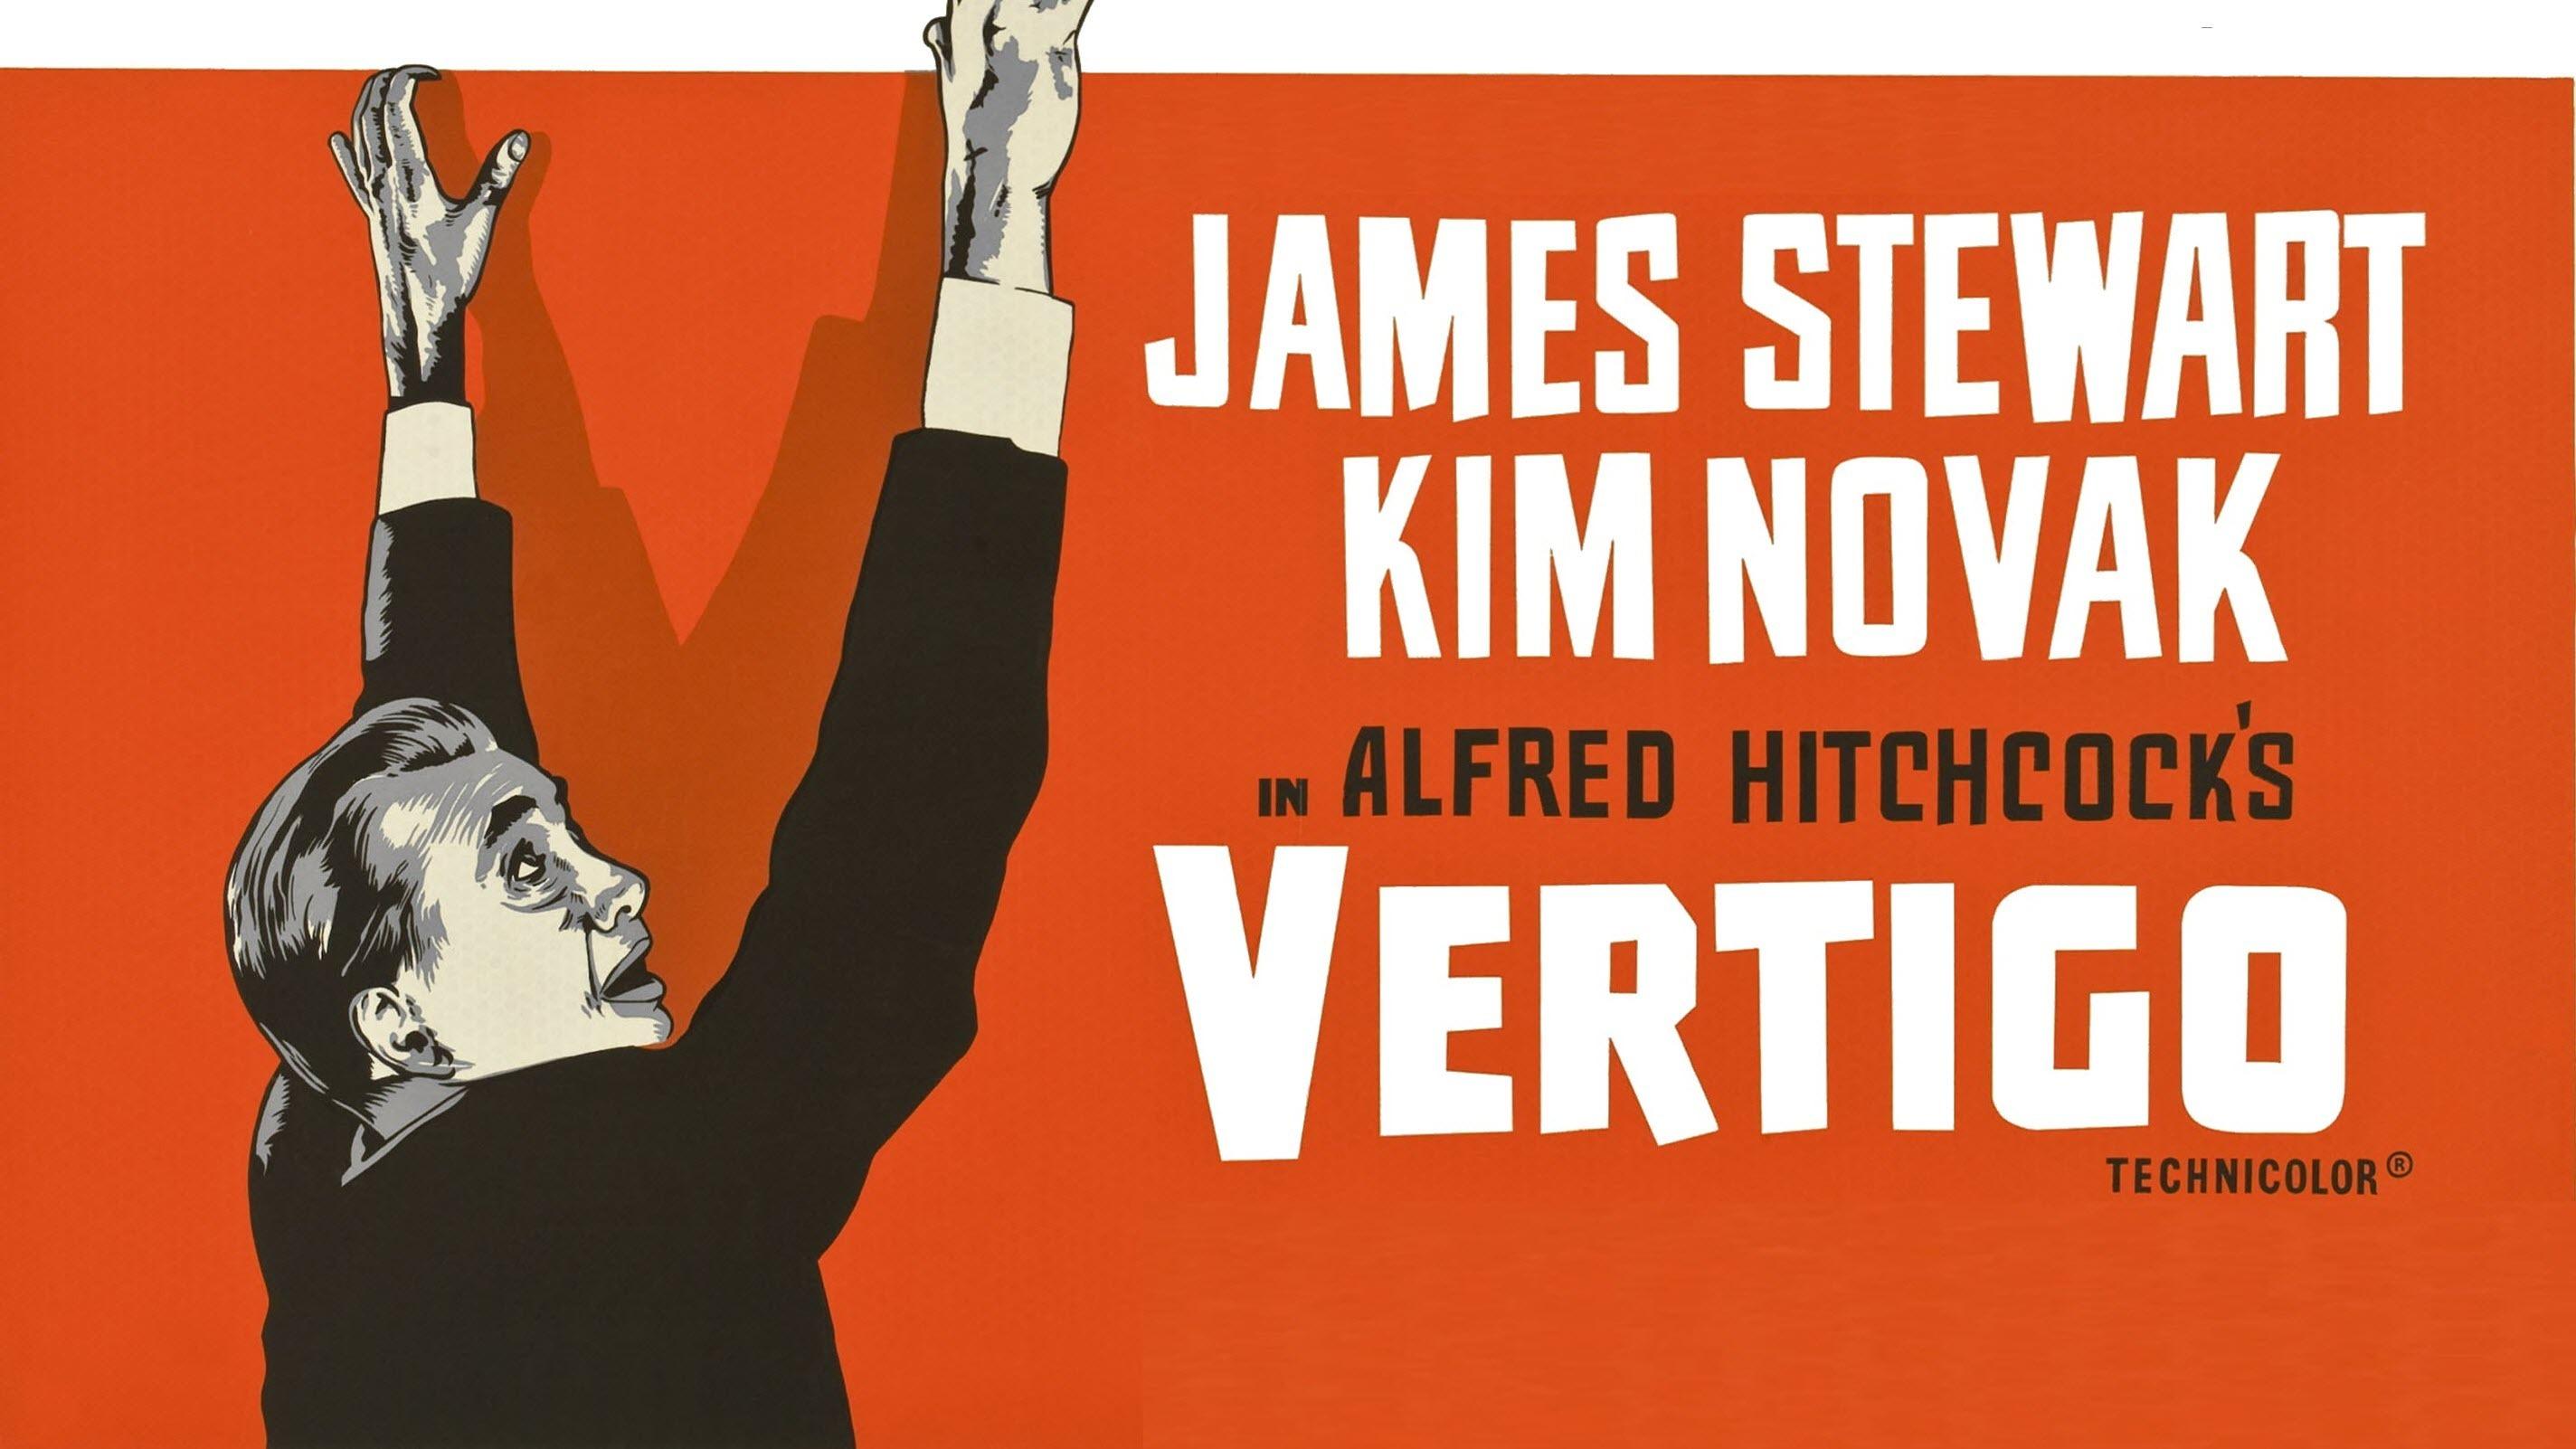 JAMES STEWART
KIM NOVAK
IN ALFRED HITCHCOCK'S
VERTIGO
TECHNICOLOR®